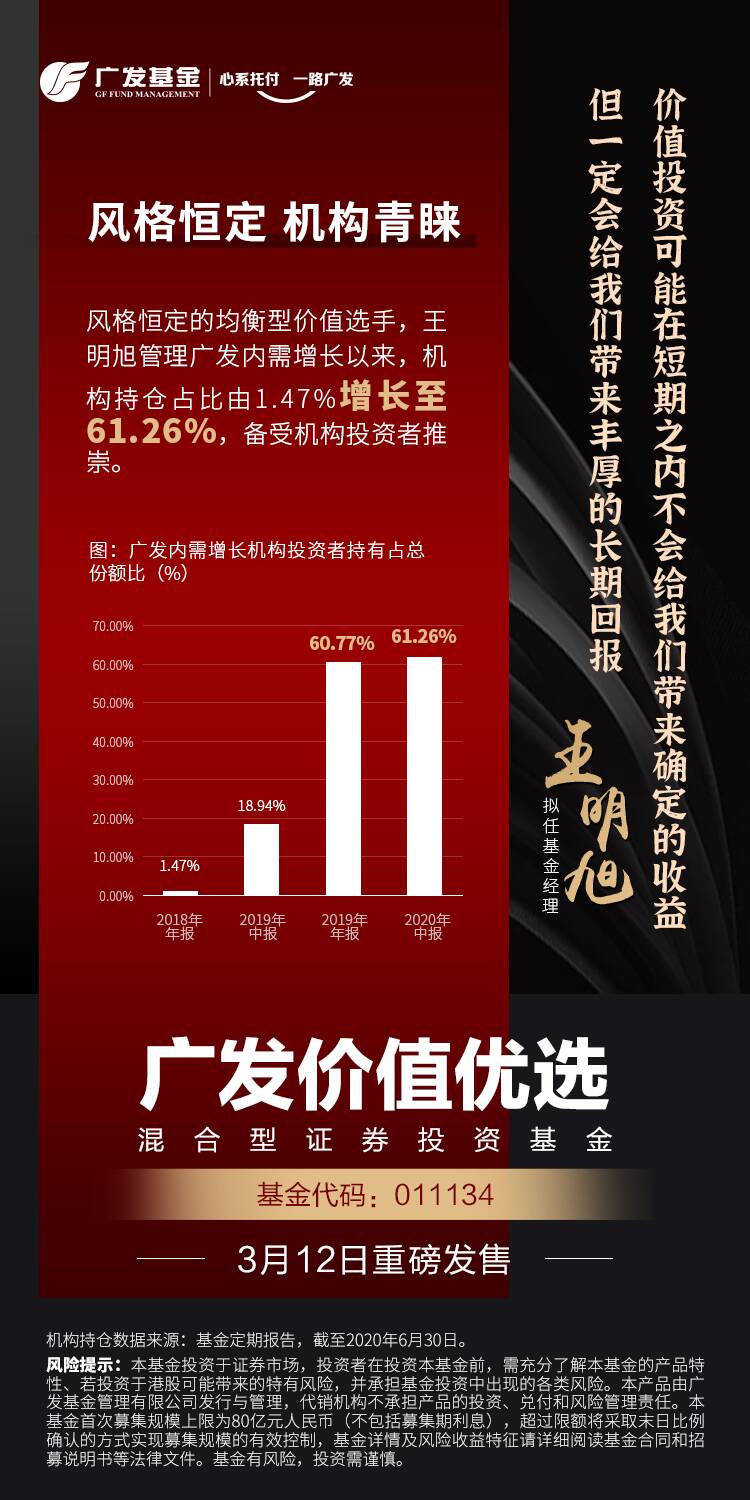 广发基金
GF FUND MANAGEMENT
心系托付 一路广发
价值投资可能在短期之内不会给我们带来确定的收益
但一定会给我们带来丰厚的长期回报
王明旭
拟任基金经理
风格恒定 机构青睐
风格恒定的均衡型价值选手，王
明旭管理广发内需增长以来，机
构持仓占比由1.47%增长至
61.26%，备受机构投资者推
崇。
图：广发内需增长机构投资者持有占总
份额比（%）
70.00%
60.00%
50.00%
40.00%
30.00%
20.00%
10.00%
0.00%
1.47%
18.94%
60.77%
61.26%
2018年
年报
2019年
中报
2019年
年报
2020年
中报
广发价值优选
混合型证券投资基金
基金代码：011134
3月12日重磅发售
机构持仓数据来源：基金定期报告，截至2020年6月30日。
风险提示：本基金投资于证券市场，投资者在投资本基金前，需充分了解本基金的产品特
性、若投资于港股可能带来的特有风险，并承担基金投资中出现的各类风险。本产品由广
发基金管理有限公司发行与管理，代销机构不承担产品的投资、兑付和风险管理责任。本
基金首次募集规模上限为80亿元人民币（不包括募集期利息），超过限额将采取末日比例
确认的方式实现募集规模的有效控制，基金详情及风险收益特征请详细阅读基金合同和招
募说明书等法律文件。基金有风险，投资需谨慎。